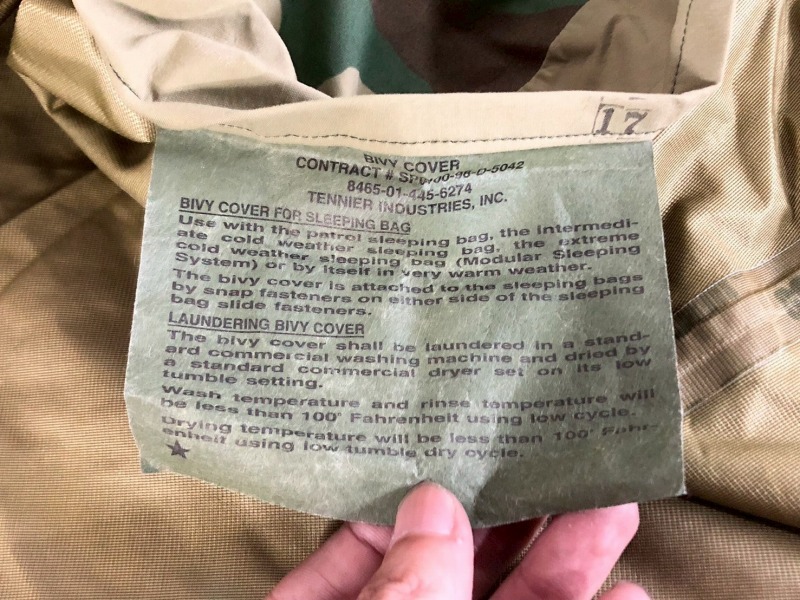 17
BIVY COVER
CONTRACT # SP0100-96-D-5042
8465-01-445-6274
TENNIER INDUSTRIES, INC.
BIVY COVER FOR SLEEPING BAG
Use with the patrol sleeping bag, the intermedi-
ate cold weather sleeping bag, the extreme
cold weather sleeping bag (Modular Sleeping
System) or by itself in very warm weather.
The bivy cover is attached to the sleeping bags
by snap fasteners on either side of the sleeping
bag slide fasteners.
LAUNDERING BIVY COVER
The bivy cover shall be laundered in a stand-
ard commercial washing machine and dried by
a standard commercial dryer set on its low
tumble setting.
Wash temperature and rinse temperature will
be less than 100° Fahrenheit using low cycle.
Drying temperature will be less than 100° Fahr-
enheit using low tumble dry cycle.